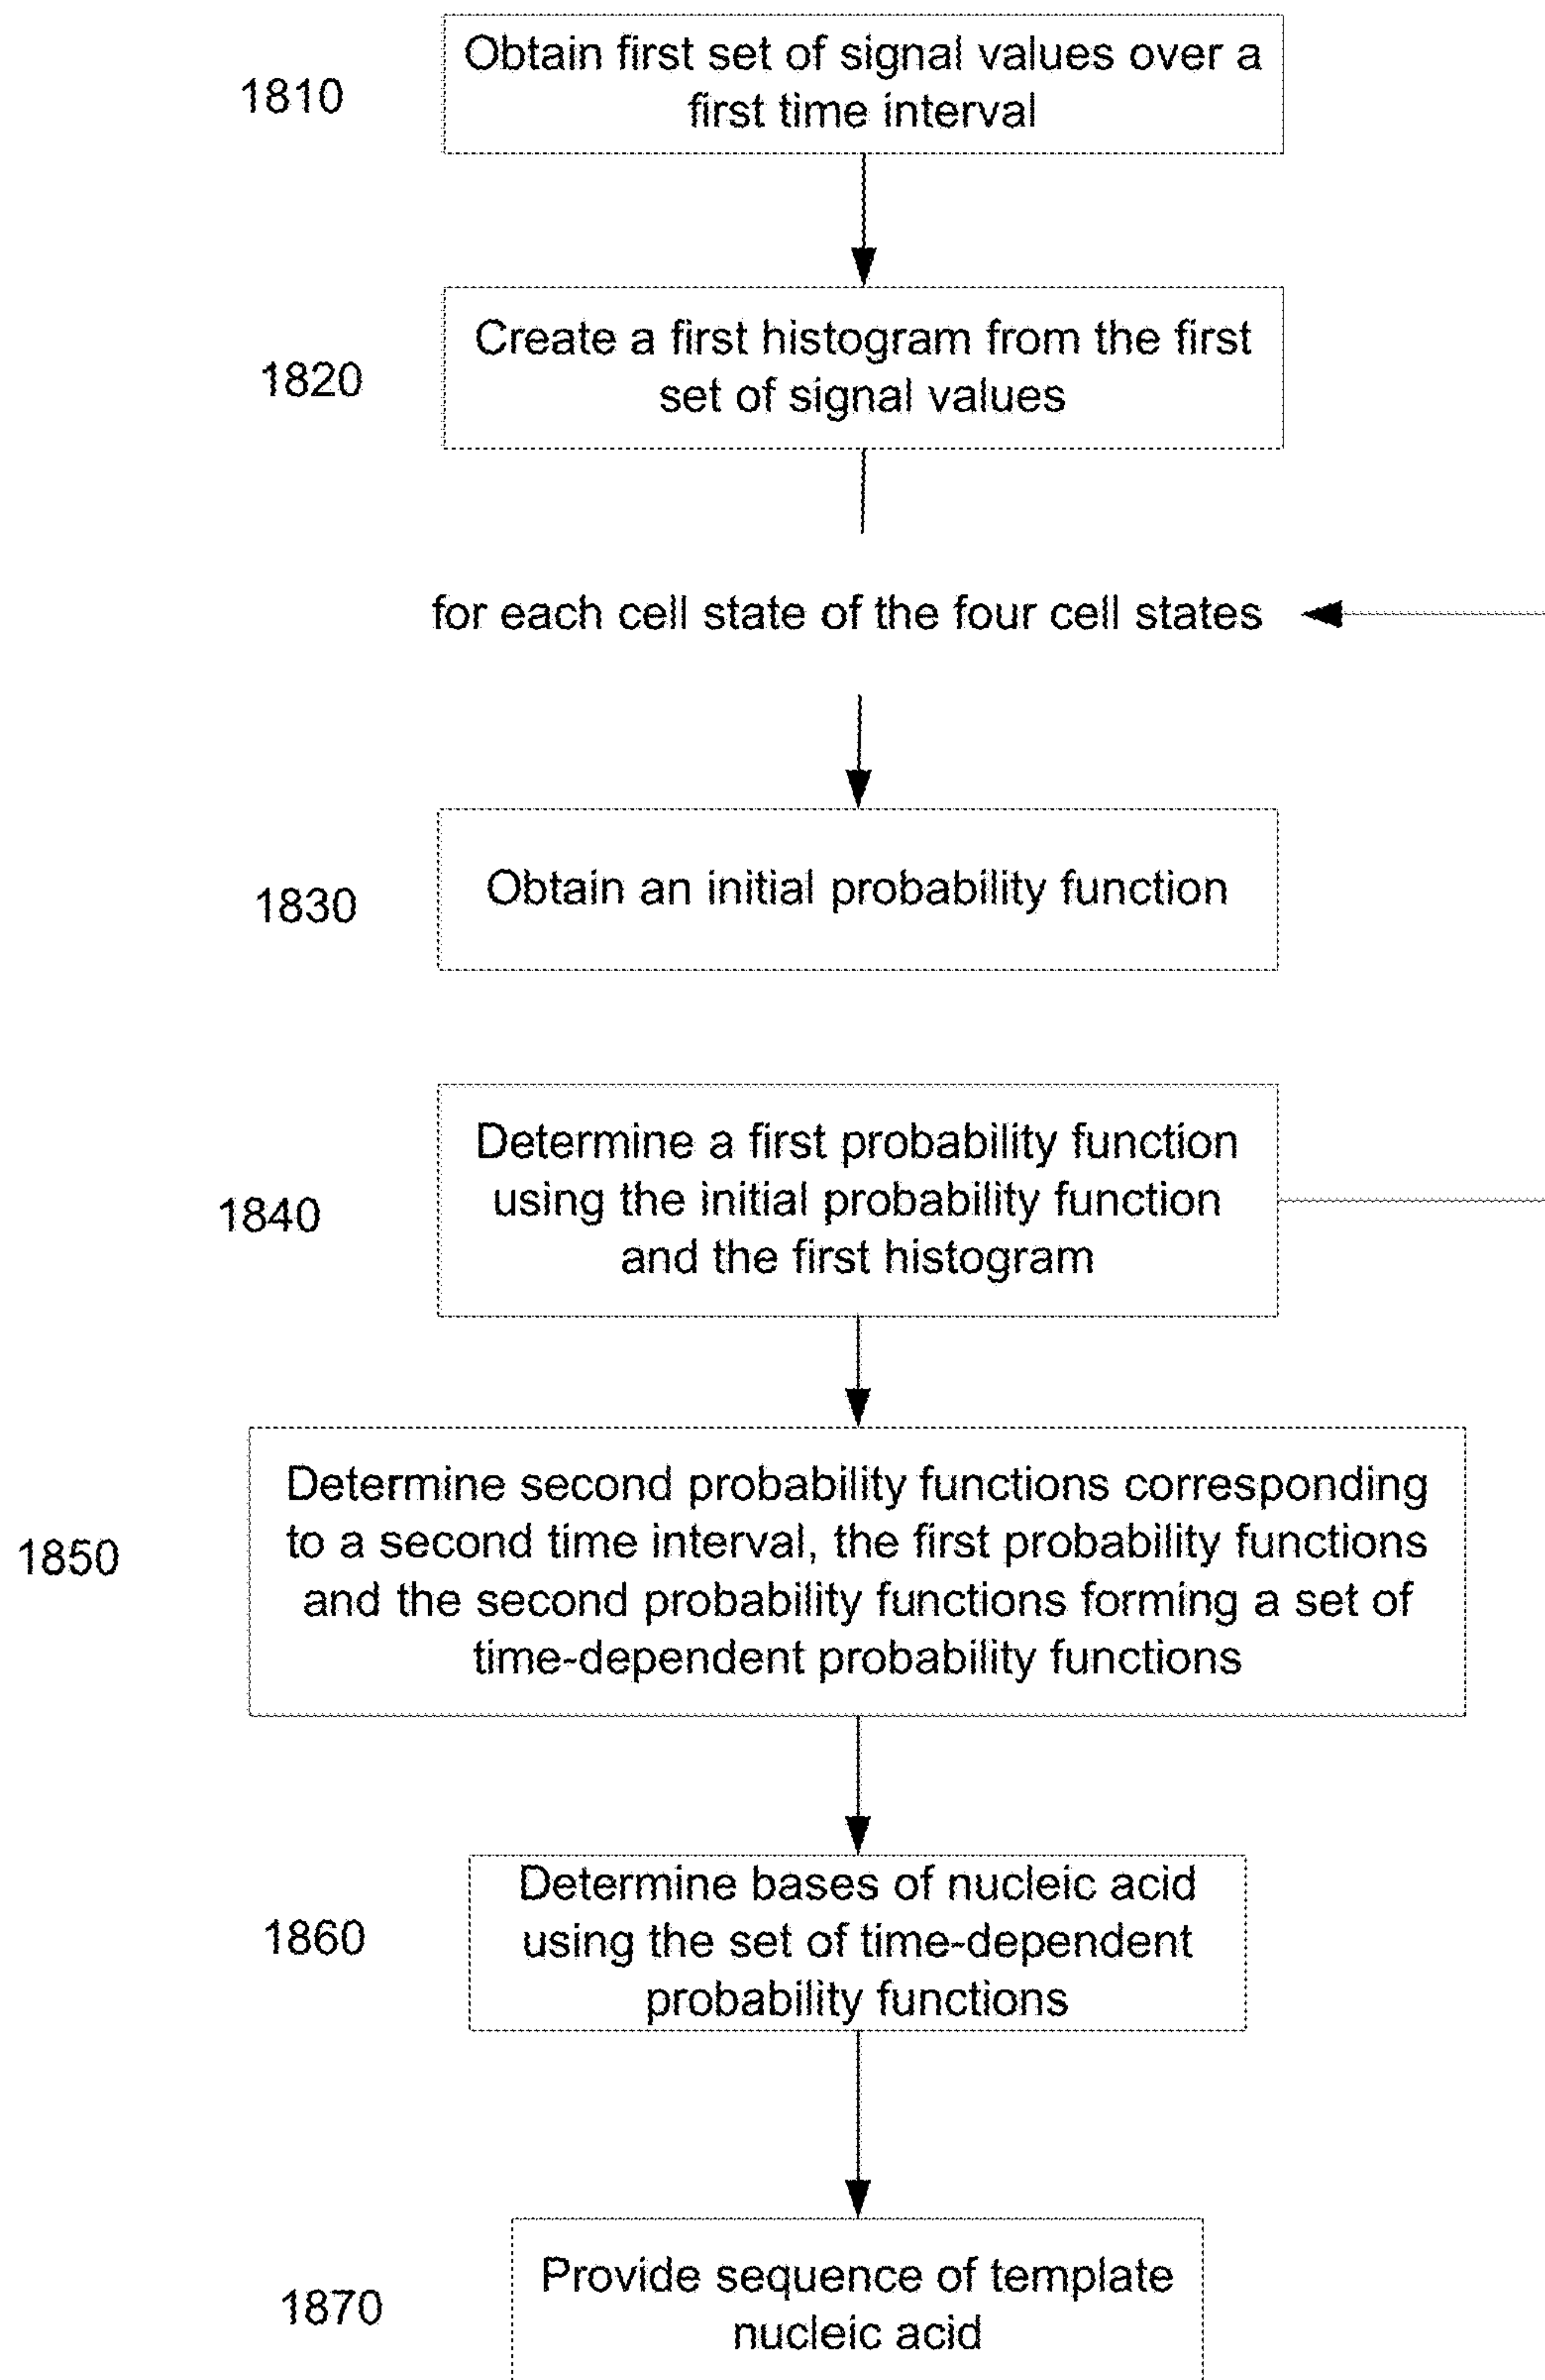 Obtain first set of signal values over a
first time interval
1810
Create a first histogram from the first
set of signal values
1820
for each cell state of the four cell states
Obtain an initial probability function
1830
Determine a first probability function
using the initial probability function
and the first histogram
1840
Determine second probability functions corresponding
to a second time interval, the first probability functions
and the second probability functions forming a set of
time-dependent probability functions
1850
Determine bases of nucleic acid
using the set of time-dependent
probability functions
1860
Provide sequence of template
nucleic acid
1870